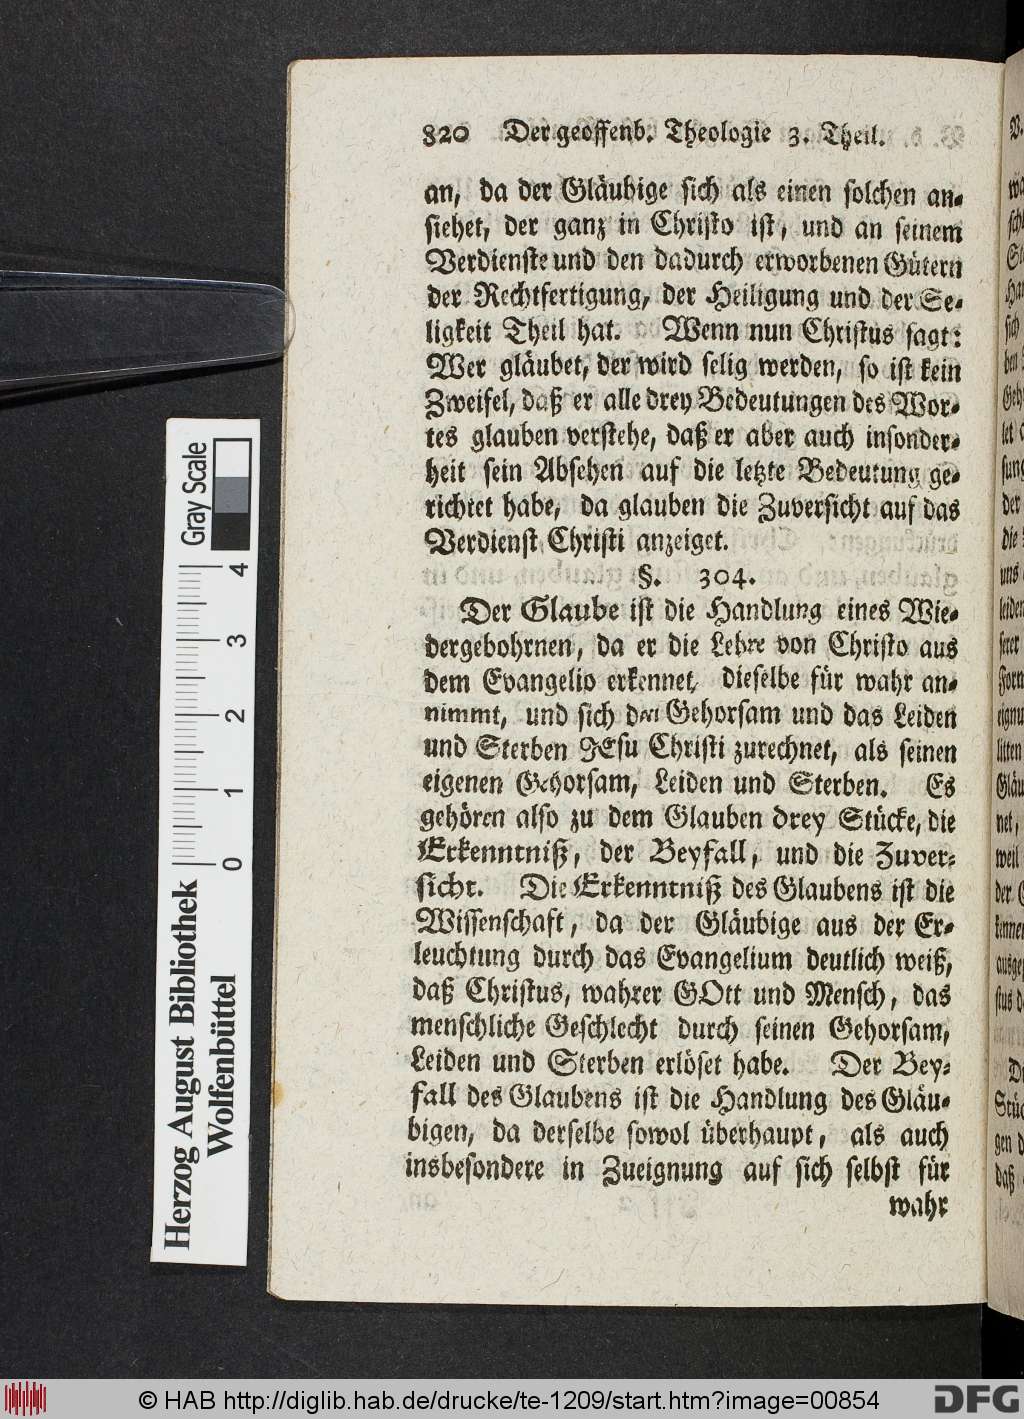 820 Der geoffenb. Theologie 3. Theil.
an, da der Gläubige sich als einen solchen an-
siehet, der ganz in Christo ist, und an seinem
Verdienste und den dadurch erworbenen Gütern
der Rechtfertigung, der Heiligung und der Se-
ligkeit Theil hat. Wenn nun Christus sagt:
Wer gläubet, der wird selig werden, so ist kein
Zweifel, daß er alle drey Bedeutungen des Wor-
tes glauben verstehe, daß er aber auch insonder-
heit sein Absehen auf die letzte Bedeutung ge-
richtet habe, da glauben die Zuversicht auf das
Verdienst Christi anzeiget.
§. 304.
Der Glaube ist die Handlung eines Wie-
dergebohrnen, da er die Lehre von Christo aus
dem Evangelio erkennet, dieselbe für wahr an-
nimmt, und sich den Gehorsam und das Leiden
und Sterben JEsu Christi zurechnet, als seinen
eigenen Gehorsam, Leiden und Sterben. Es
gehören also zu dem Glauben drey Stücke, die
Erkenntniß, der Beyfall, und die Zuver-
sicht. Die Erkenntniß des Glaubens ist die
Wissenschaft, da der Gläubige aus der Er-
leuchtung durch das Evangelium deutlich weiß,
daß Christus, wahrer GOtt und Mensch, das
menschliche Geschlecht durch seinen Gehorsam,
Leiden und Sterben erlöset habe. Der Bey-
fall des Glaubens ist die Handlung des Gläu-
bigen, da derselbe sowol überhaupt, als auch
insbesondere in Zueignung auf sich selbst für
wahr
Gray Scale
0 1 2 3 4
Herzog August Bibliothek
Wolfenbüttel
© HAB http://diglib.hab.de/drucke/te-1209/start.htm?image=00854
DFG